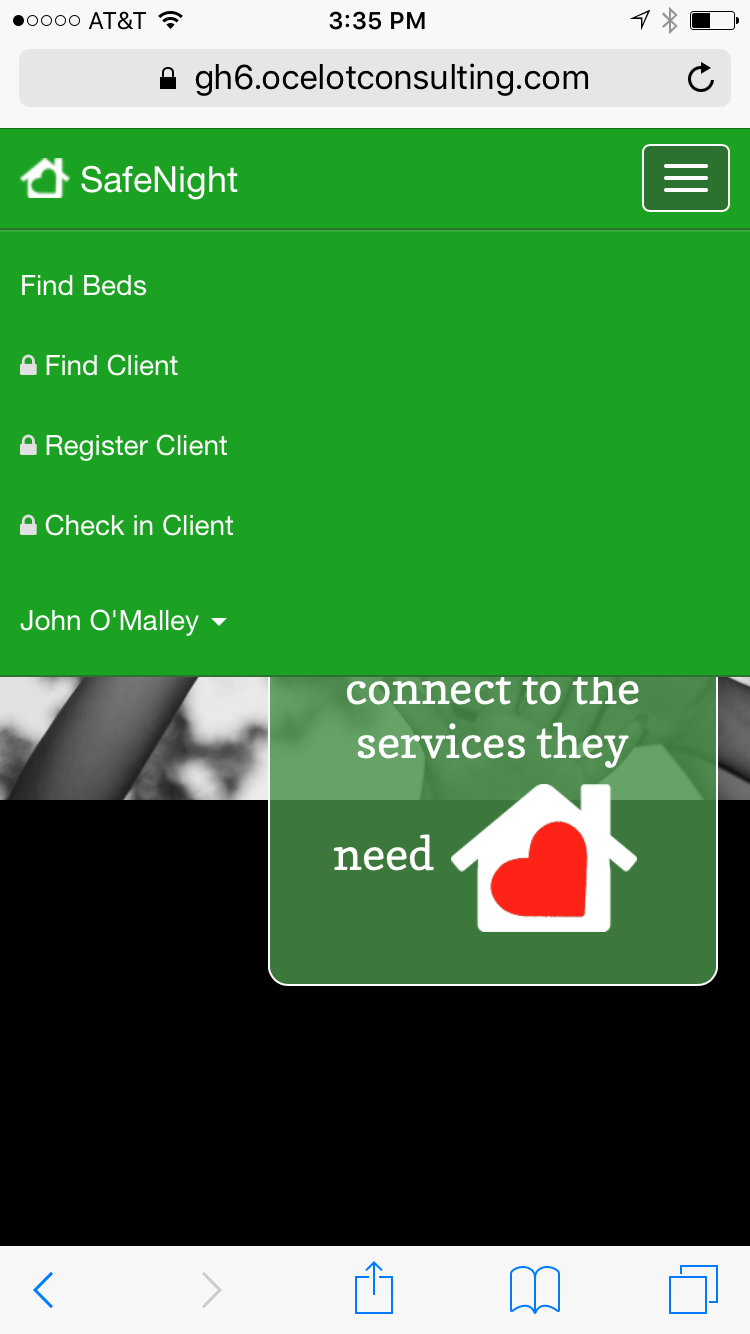 AT&T 3:35 PM
gh6.ocelotconsulting.com
SafeNight
Find Beds
Find Client
Register Client
Check in Client
John O'Malley
connect to the
services they
need